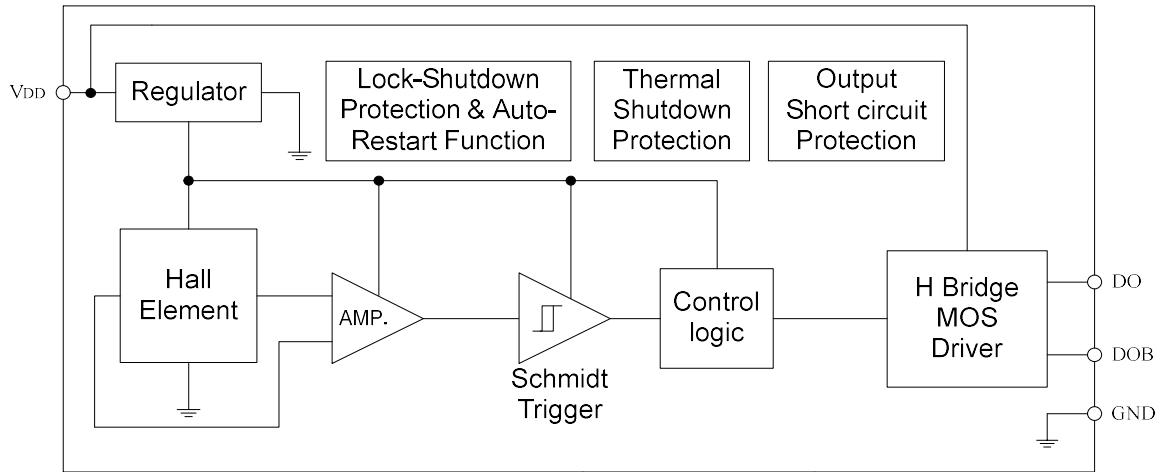 VDD
Regulator
Lock-Shutdown
Protection & Auto-
Restart Function
Thermal
Shutdown
Protection
Output
Short circuit
Protection
Hall
Element
AMP.
Schmidt
Trigger
Control
logic
H Bridge
MOS
Driver
DO
DOB
GND